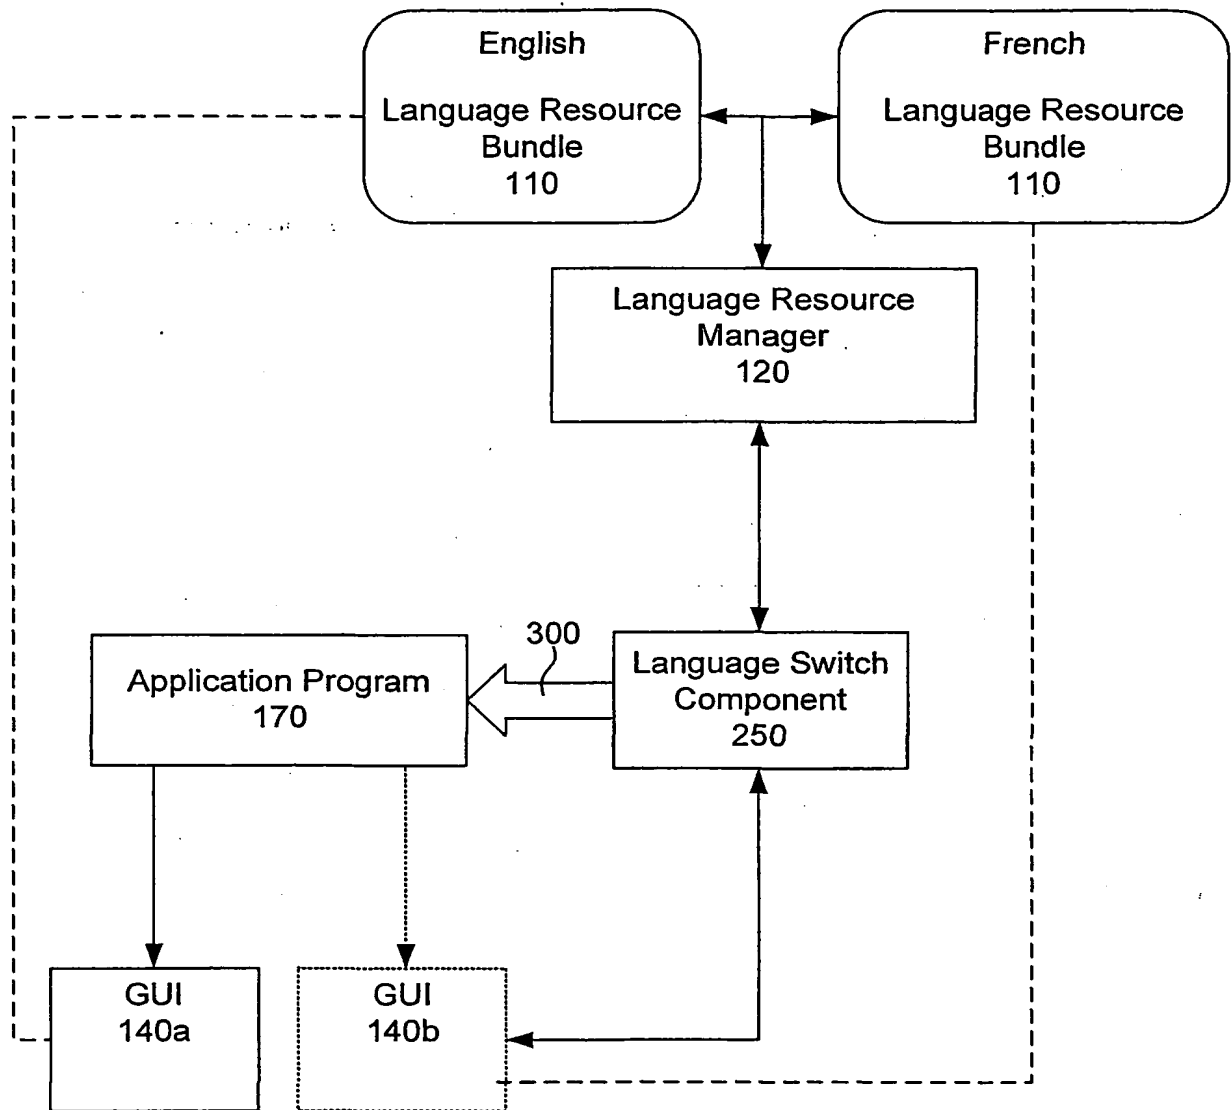 English
Language Resource
Bundle
110
French
Language Resource
Bundle
110
Language Resource
Manager
120
300
Application Program
170
Language Switch
Component
250
GUI
140a
GUI
140b